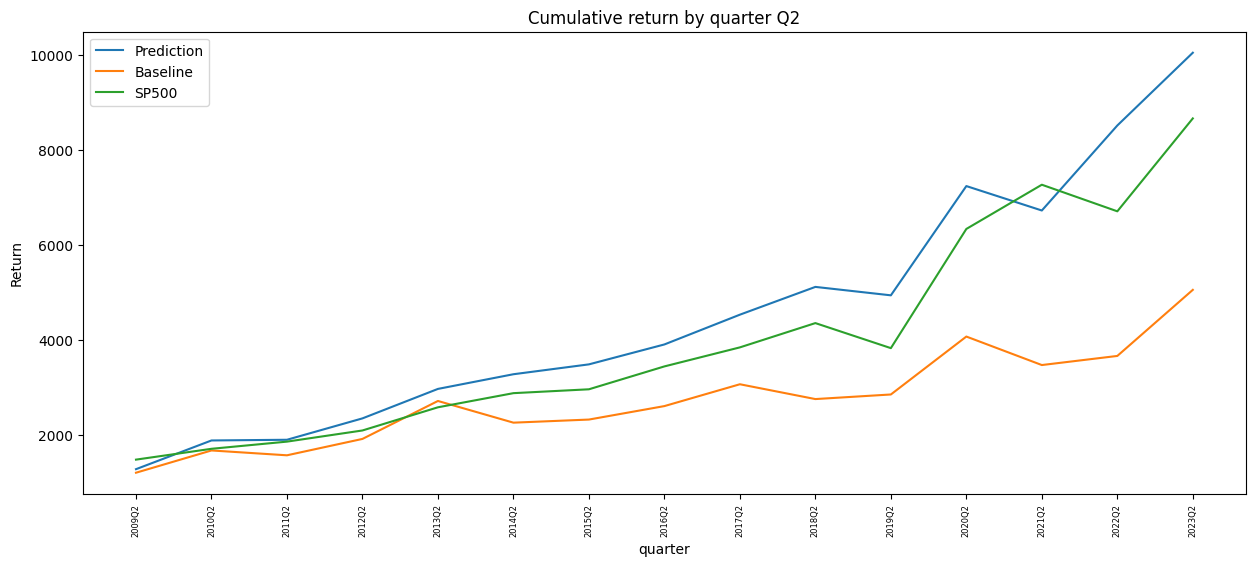 Cumulative return by quarter Q2
Prediction
Baseline
SP500
Return
10000
8000
6000
4000
2000
2009Q2
2010Q2
2011Q2
2012Q2
2013Q2
2014Q2
2015Q2
2016Q2
2017Q2
2018Q2
2019Q2
2020Q2
2021Q2
2022Q2
2023Q2
quarter